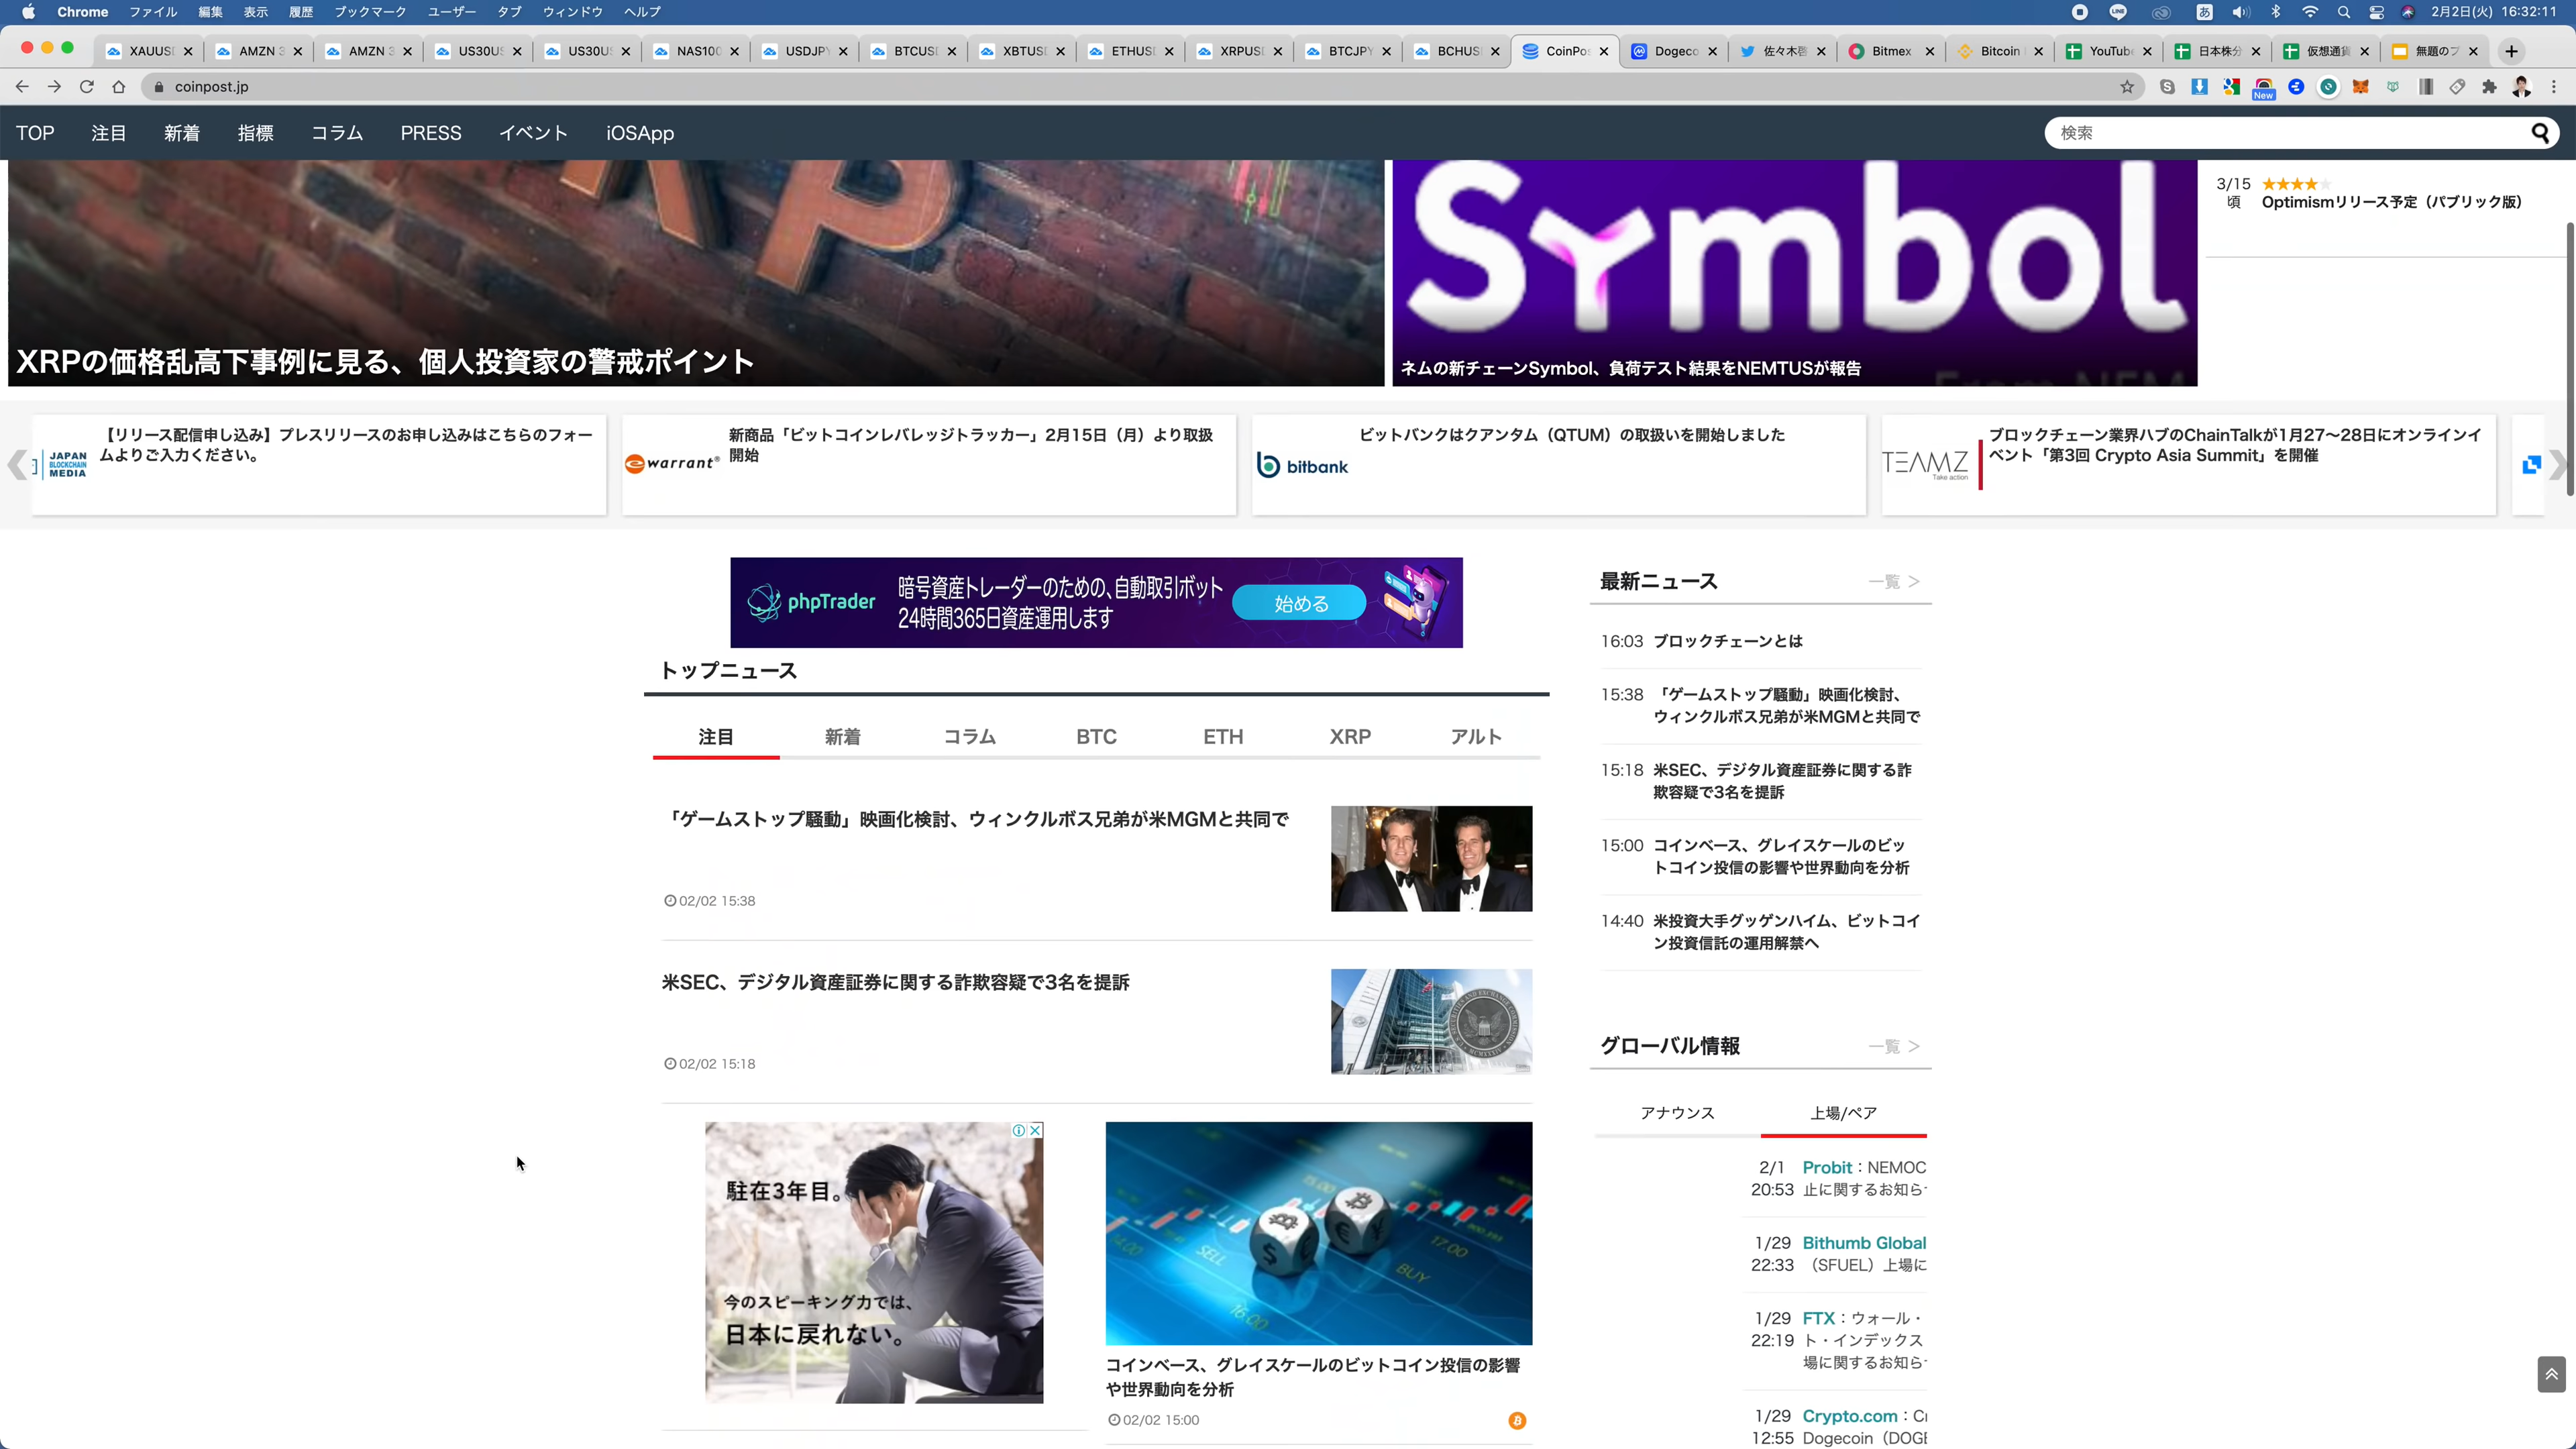 Chrome ファイル 編集 表示 履歴 ブックマーク ユーザー タブ ウィンドウ ヘルプ
LINE あ 2月2日(火) 16:32:11
XAUUS AMZN 3 AMZN 3 US30U US30U NAS100 USDJPY BTCUS XBTUS ETHUS XRPUS BTCJPY BCHUS CoinPo Dogeco 佐々木啓 Bitmex Bitcoin YouTube 日本株分 仮想通貨 無題のプ
coinpost.jp
New
TOP 注目 新着 指標 コラム PRESS イベント iOSApp
検索
XRPの価格乱高下事例に見る、個人投資家の警戒ポイント
Symbol
ネムの新チェーンSymbol、負荷テスト結果をNEMTUSが報告
3/15
頃
★★★★★
Optimismリリース予定（パブリック版）
JAPAN
BLOCKCHAIN
MEDIA
【リリース配信申し込み】プレスリリースのお申し込みはこちらのフォー
ムよりご入力ください。
warrant®
新商品「ビットコインレバレッジトラッカー」2月15日（月）より取扱
開始
bitbank
ビットバンクはクアンタム（QTUM）の取扱いを開始しました
TEAMZ
Take action
ブロックチェーン業界ハブのChainTalkが1月27〜28日にオンラインイ
ベント「第3回 Crypto Asia Summit」を開催
phpTrader
暗号資産トレーダーのための、自動取引ボット
24時間365日資産運用します
始める
トップニュース
注目 新着 コラム BTC ETH XRP アルト
「ゲームストップ騒動」映画化検討、ウィンクルボス兄弟が米MGMと共同で
02/02 15:38
米SEC、デジタル資産証券に関する詐欺容疑で3名を提訴
02/02 15:18
駐在3年目。
今のスピーキング力では、
日本に戻れない。
15:00
14:00
SELL
17:00
BUY
16:00
コインベース、グレイスケールのビットコイン投信の影響
や世界動向を分析
02/02 15:00
最新ニュース 一覧 >
16:03 ブロックチェーンとは
15:38 「ゲームストップ騒動」映画化検討、
ウィンクルボス兄弟が米MGMと共同で
15:18 米SEC、デジタル資産証券に関する詐
欺容疑で3名を提訴
15:00 コインベース、グレイスケールのビッ
トコイン投信の影響や世界動向を分析
14:40 米投資大手グッゲンハイム、ビットコイ
ン投資信託の運用解禁へ
グローバル情報 一覧 >
アナウンス 上場/ペア
2/1 Probit：NEMOC
20:53 止に関するお知ら
1/29 Bithumb Global
22:33 （SFUEL）上場に
1/29 FTX：ウォール・
22:19 ト・インデックス
場に関するお知ら
1/29 Crypto.com：C
12:55 Dogecoin（DOG